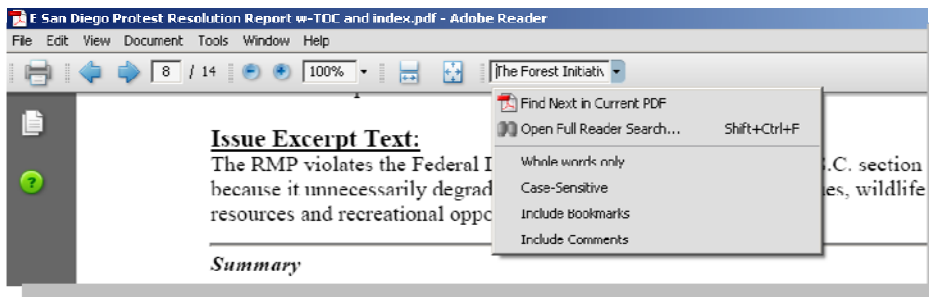 E San Diego Protest Resolution Report w-TOC and index.pdf - Adobe Reader
File Edit View Document Tools Window Help
8 / 14 100% The Forest Initiativ
Find Next in Current PDF
Open Full Reader Search... Shift+Ctrl+F
Whole words only
Case-Sensitive
Include Bookmarks
Include Comments
Issue Excerpt Text:
The RMP violates the Federal .C. section
because it unnecessarily degrad es, wildlife
resources and recreational oppo
Summary